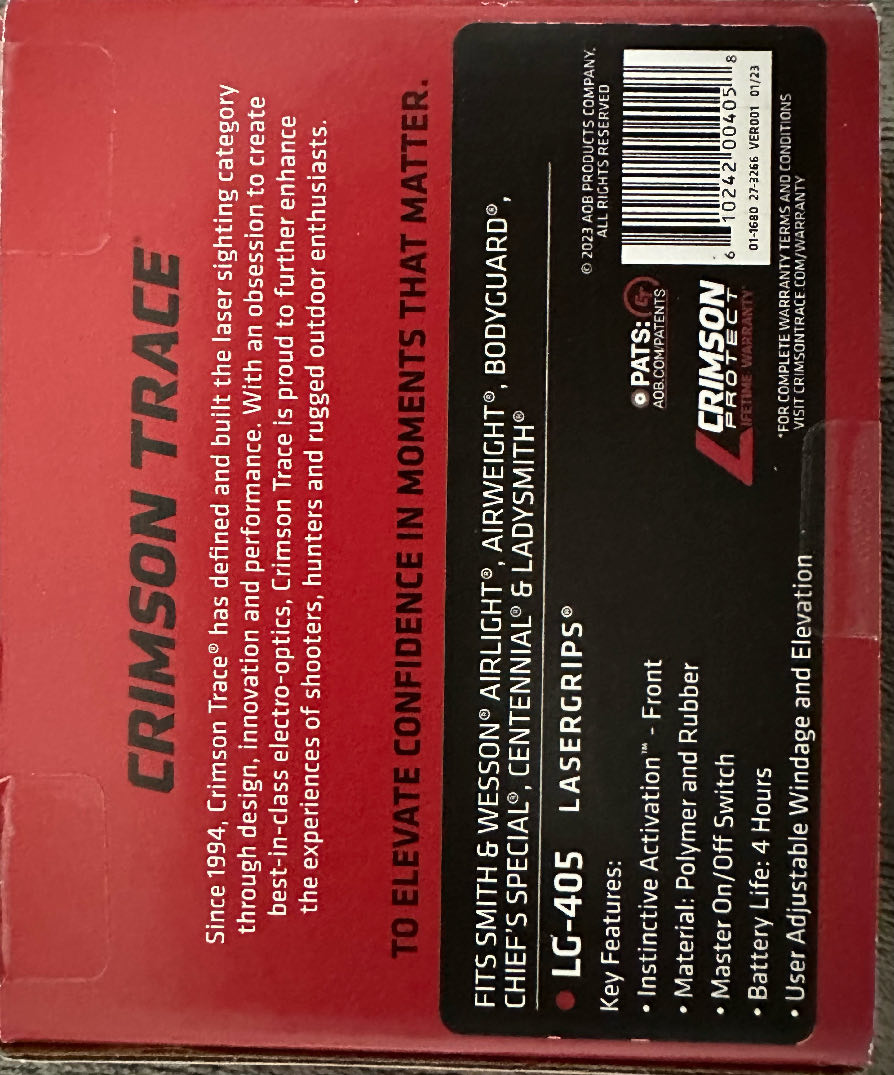 CRIMSON TRACE®
Since 1994, Crimson Trace® has defined and built the laser sighting category
through design, innovation and performance. With an obsession to create
best-in-class electro-optics, Crimson Trace is proud to further enhance
the experiences of shooters, hunters and rugged outdoor enthusiasts.
TO ELEVATE CONFIDENCE IN MOMENTS THAT MATTER.
FITS SMITH & WESSON® AIRLIGHT®, AIRWEIGHT®, BODYGUARD®,
CHIEF'S SPECIAL®, CENTENNIAL® & LADYSMITH®
• LG-405 LASERGRIPS®
Key Features:
• Instinctive Activation™ - Front
• Material: Polymer and Rubber
• Master On/Off Switch
• Battery Life: 4 Hours
• User Adjustable Windage and Elevation
© 2023 AOB PRODUCTS COMPANY.
ALL RIGHTS RESERVED
PATS: CT
AOB.COM/PATENTS
CRIMSON
PROTECT
LIFETIME WARRANTY*
6 10242 00405 8
01-1680 27-3266 VER001 01/23
*FOR COMPLETE WARRANTY TERMS AND CONDITIONS
VISIT CRIMSONTRACE.COM/WARRANTY